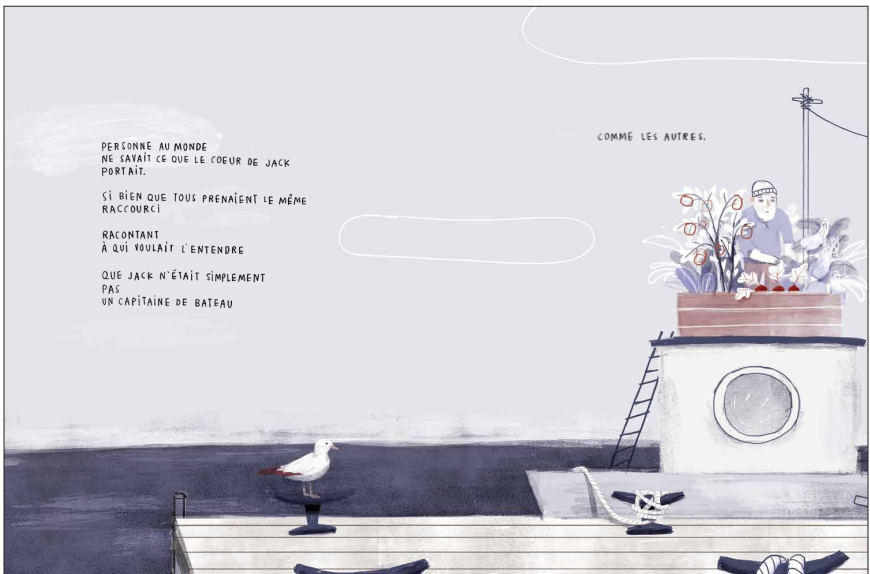 PERSONNE AU MONDE
NE SAVAIT CE QUE LE COEUR DE JACK
PORTAIT.
SI BIEN QUE TOUS PRENAIENT LE MÊME
RACCOURCI
RACONTANT
À QUI VOULAIT L'ENTENDRE
QUE JACK N'ÉTAIT SIMPLEMENT
PAS
UN CAPITAINE DE BATEAU
COMME LES AUTRES.